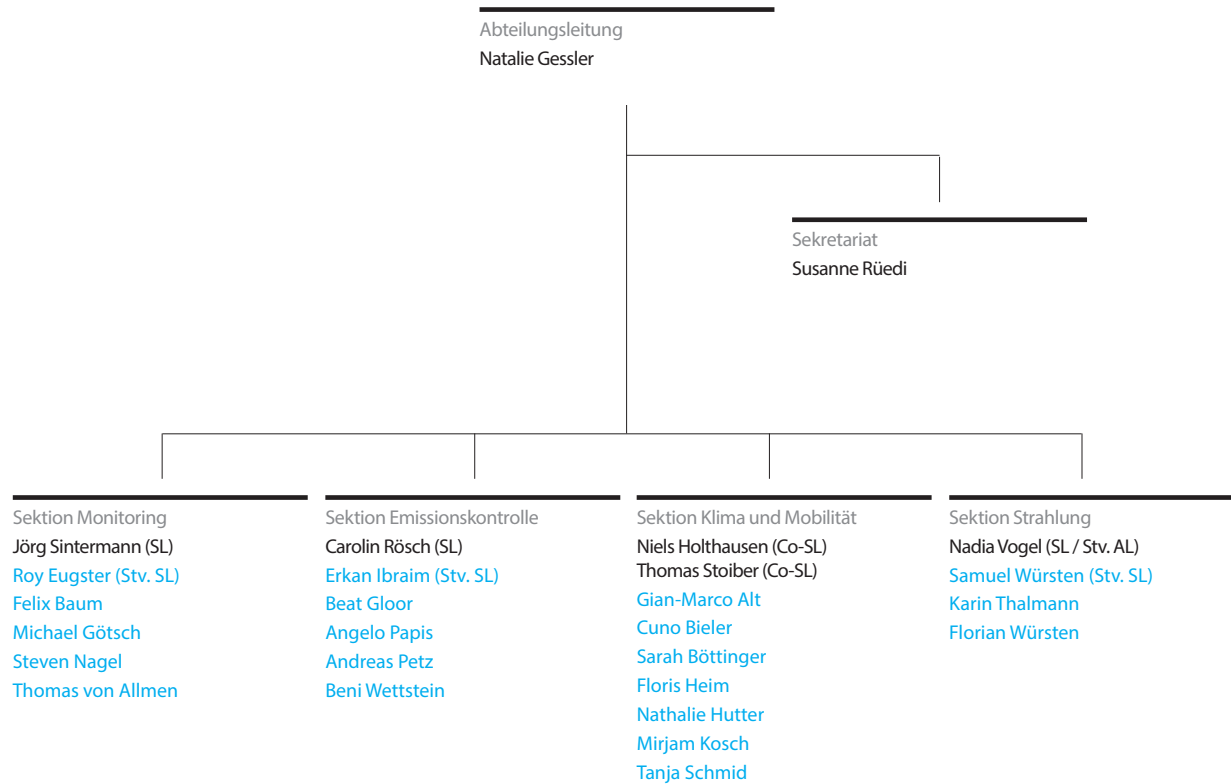 Abteilungsleitung
Natalie Gessler
Sekretariat
Susanne Rüedi
Sektion Monitoring
Jörg Sintermann (SL)
Roy Eugster (Stv. SL)
Felix Baum
Michael Götsch
Steven Nagel
Thomas von Allmen
Sektion Emissionskontrolle
Carolin Rösch (SL)
Erkan Ibraim (Stv. SL)
Beat Gloor
Angelo Papis
Andreas Petz
Beni Wettstein
Sektion Klima und Mobilität
Niels Holthausen (Co-SL)
Thomas Stoiber (Co-SL)
Gian-Marco Alt
Cuno Bieler
Sarah Böttinger
Floris Heim
Nathalie Hutter
Mirjam Kosch
Tanja Schmid
Sektion Strahlung
Nadia Vogel (SL / Stv. AL)
Samuel Würsten (Stv. SL)
Karin Thalmann
Florian Würsten